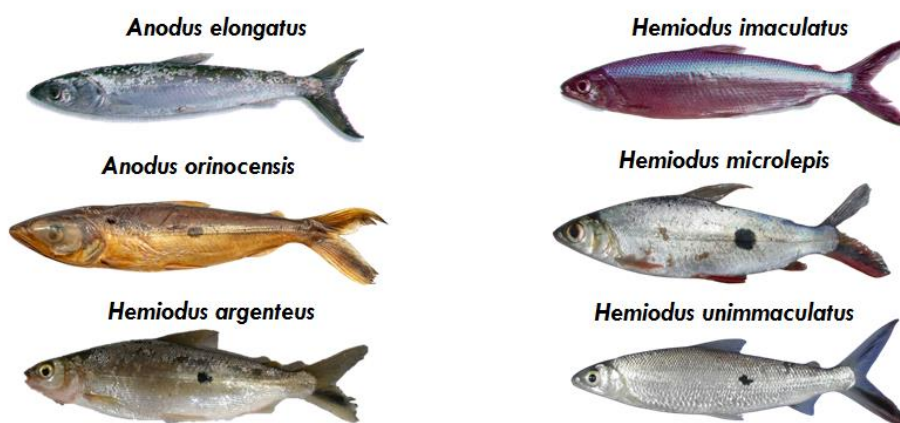 Anodus elongatus
Hemiodus imaculatus
Anodus orinocensis
Hemiodus microlepis
Hemiodus argenteus
Hemiodus unimmaculatus